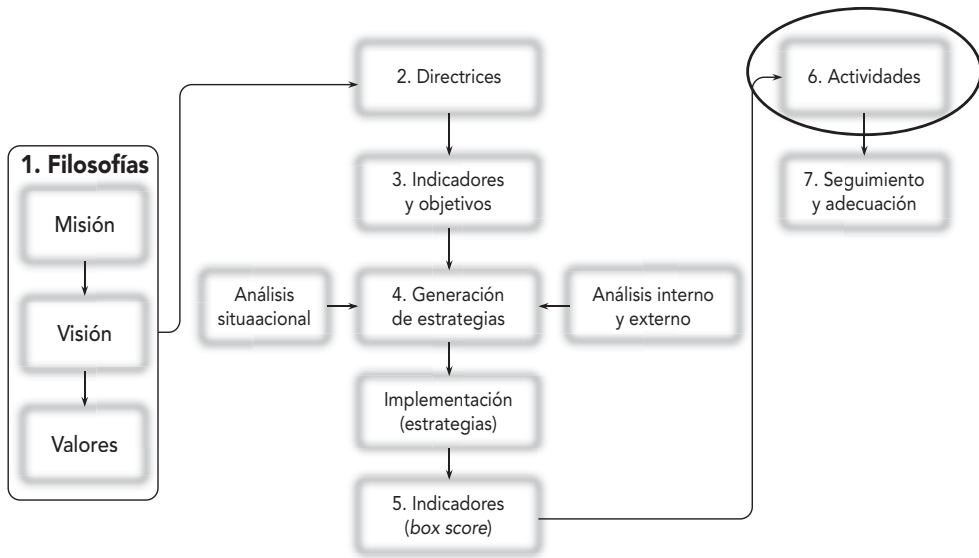 1. Filosofías
Misión
Visión
Valores
2. Directrices
3. Indicadores
y objetivos
Análisis
situaacional
4. Generación
de estrategias
Análisis interno
y externo
Implementación
(estrategias)
5. Indicadores
(box score)
6. Actividades
7. Seguimiento
y adecuación